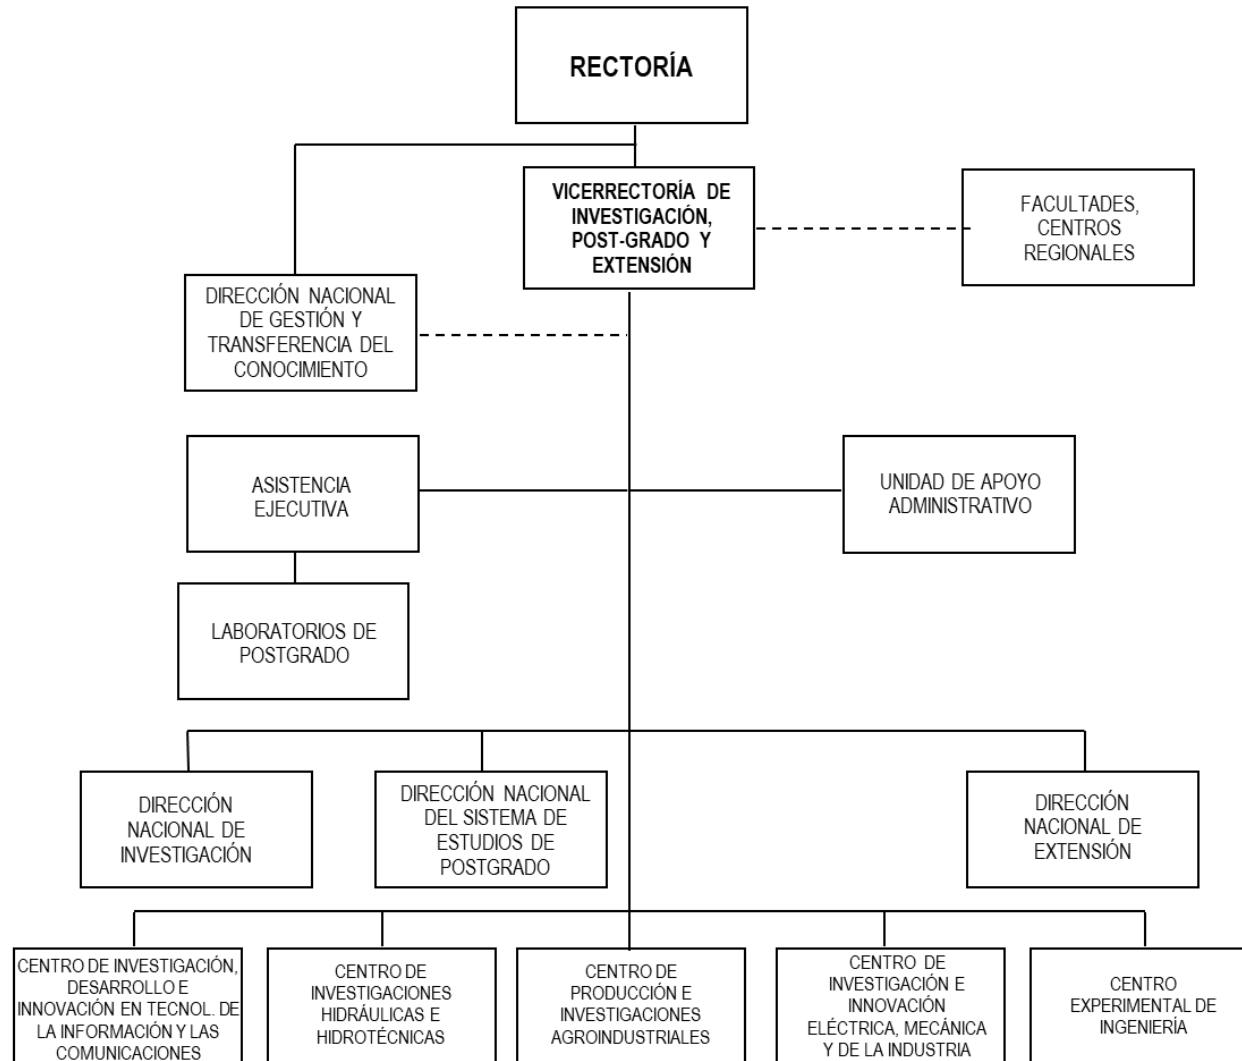 RECTORÍA
VICERRECTORÍA DE
INVESTIGACIÓN,
POST-GRADO Y
EXTENSIÓN
FACULTADES,
CENTROS
REGIONALES
DIRECCIÓN NACIONAL
DE GESTIÓN Y
TRANSFERENCIA DEL
CONOCIMIENTO
ASISTENCIA
EJECUTIVA
UNIDAD DE APOYO
ADMINISTRATIVO
LABORATORIOS DE
POSTGRADO
DIRECCIÓN
NACIONAL DE
INVESTIGACIÓN
DIRECCIÓN NACIONAL
DEL SISTEMA DE
ESTUDIOS DE
POSTGRADO
DIRECCIÓN
NACIONAL DE
EXTENSIÓN
CENTRO DE INVESTIGACIÓN,
DESARROLLO E
INNOVACIÓN EN TECNOL. DE
LA INFORMACIÓN Y LAS
COMUNICACIONES
CENTRO DE
INVESTIGACIONES
HIDRÁULICAS E
HIDROTÉCNICAS
CENTRO DE
PRODUCCIÓN E
INVESTIGACIONES
AGROINDUSTRIALES
CENTRO DE
INVESTIGACIÓN E
INNOVACIÓN
ELÉCTRICA, MECÁNICA
Y DE LA INDUSTRIA
CENTRO
EXPERIMENTAL DE
INGENIERÍA